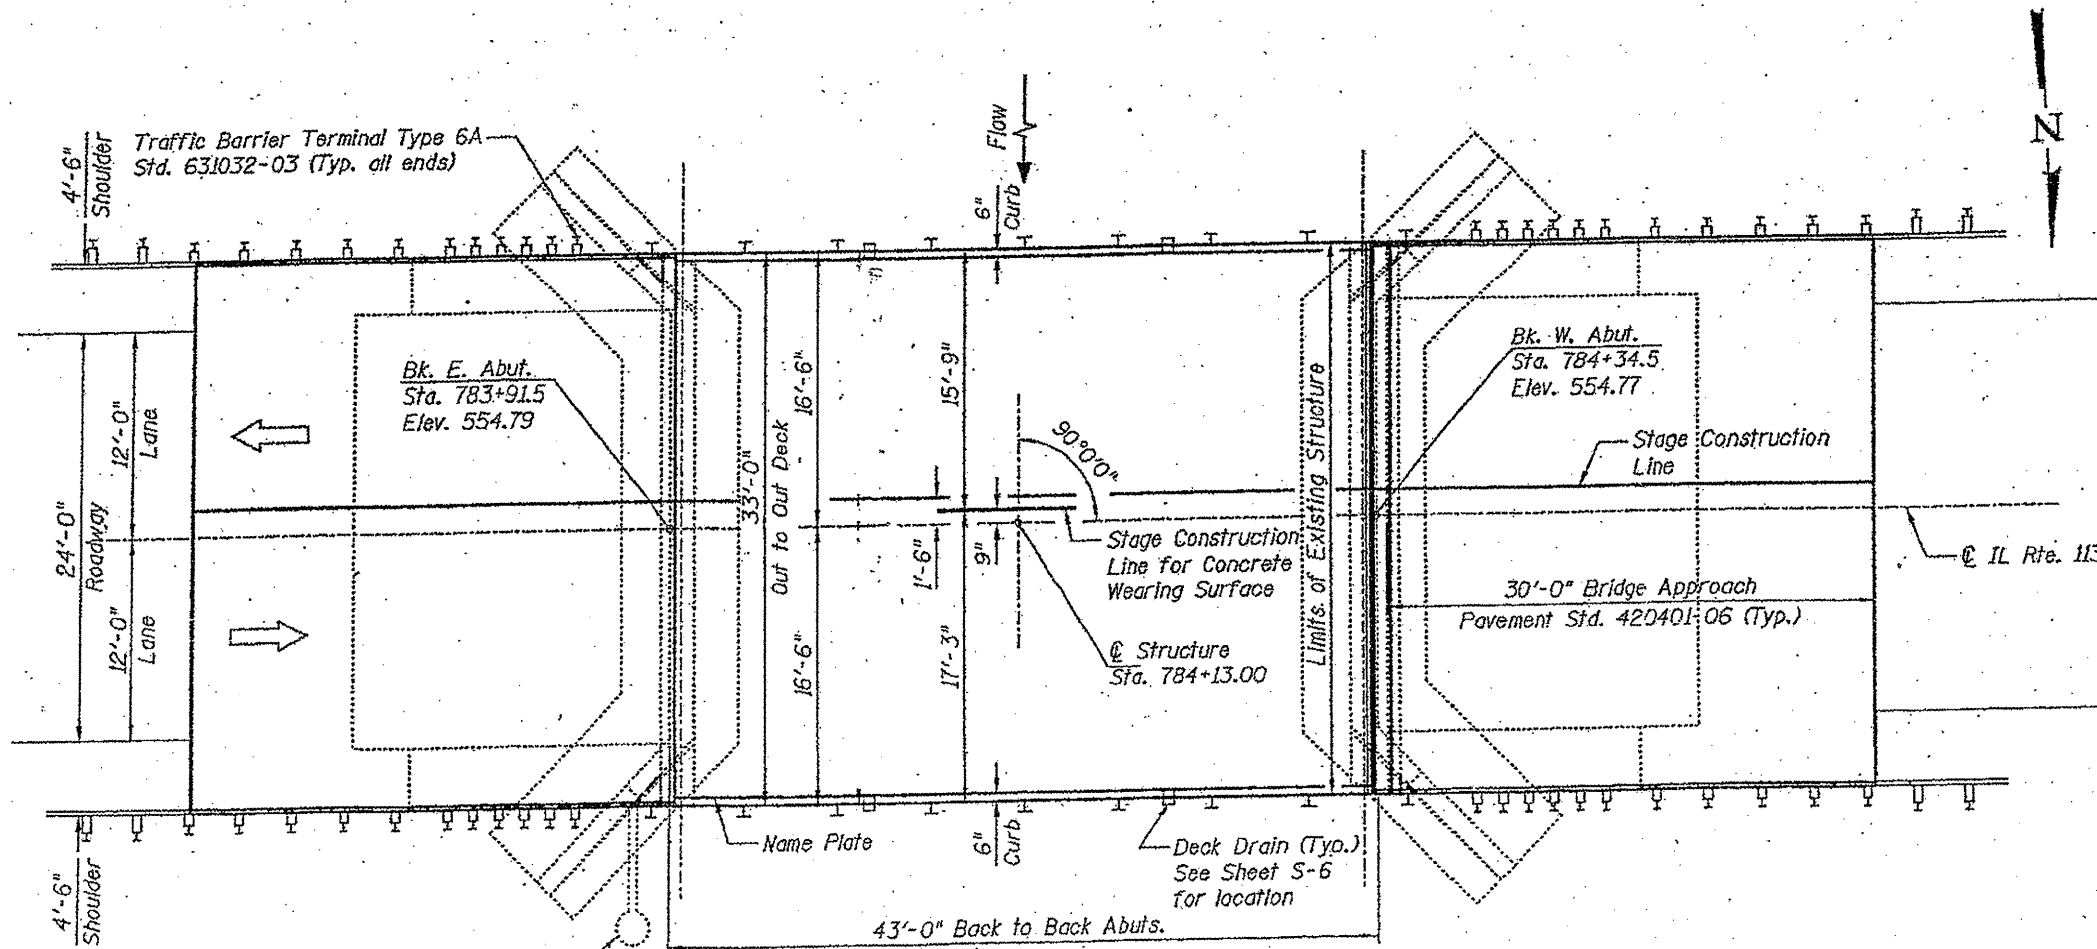 4'-6"
Shoulder
Traffic Barrier Terminal Type 6A
Std. 631032-03 (Typ. all ends)
Flow
6"
Curb
N
24'-0"
Roadway
12'-0"
Lane
12'-0"
Lane
Bk. E. Abut.
Sta. 783+91.5
Elev. 554.79
33'-0"
Out to Out Deck
16'-6"
16'-6"
15'-9"
17'-3"
1'-6"
9"
90°0'0"
Stage Construction
Line for Concrete
Wearing Surface
℄ Structure
Sta. 784+13.00
Limits of Existing Structure
Bk. W. Abut.
Sta. 784+34.5
Elev. 554.77
Stage Construction
Line
℄ IL Rte. 113
30'-0" Bridge Approach
Pavement Std. 420401-06 (Typ.)
Name Plate
6"
Curb
Deck Drain (Typ.)
See Sheet S-6
for location
4'-6"
Shoulder
43'-0" Back to Back Abuts.